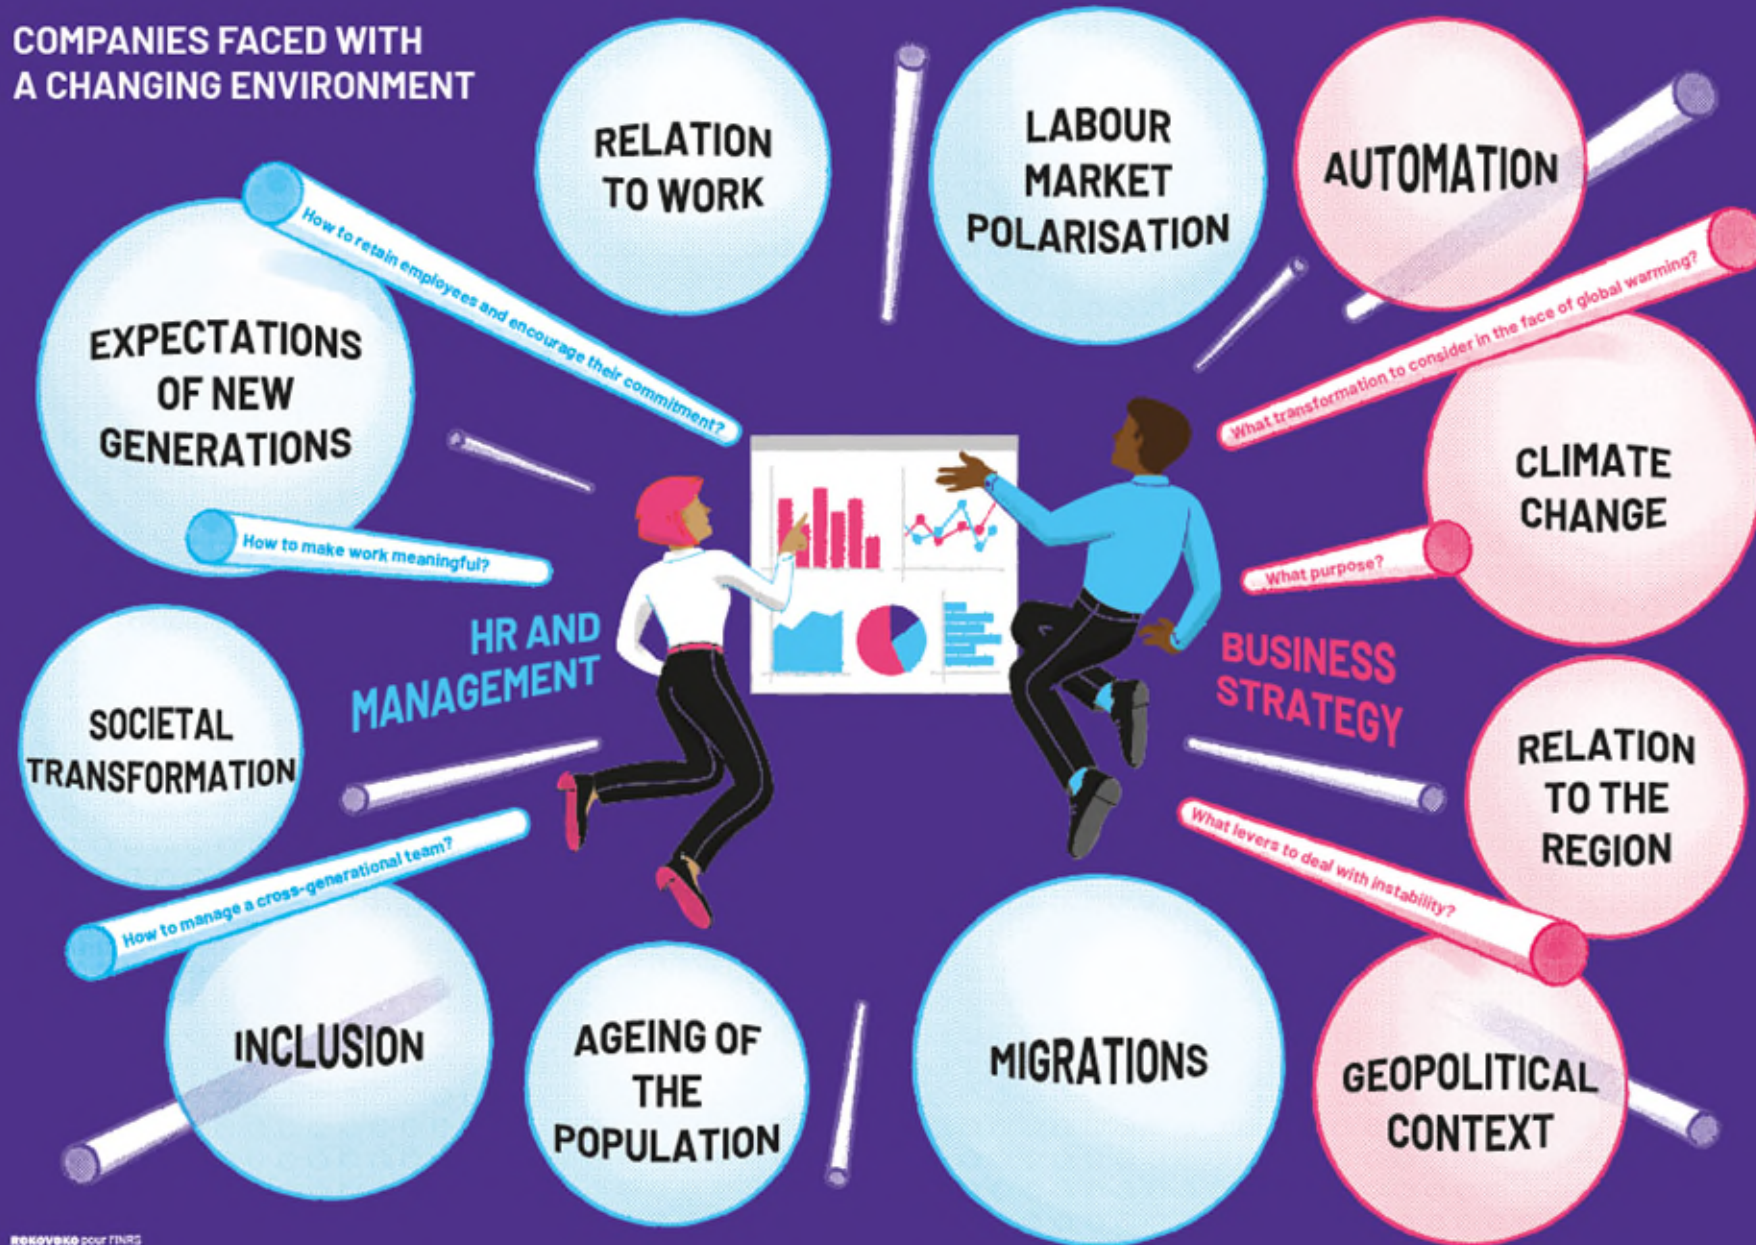 COMPANIES FACED WITH
A CHANGING ENVIRONMENT
RELATION
TO WORK
LABOUR
MARKET
POLARISATION
AUTOMATION
How to retain employees and encourage their commitment?
What transformation to consider in the face of global warming?
EXPECTATIONS
OF NEW
GENERATIONS
CLIMATE
CHANGE
How to make work meaningful?
What purpose?
HR AND
MANAGEMENT
BUSINESS
STRATEGY
SOCIETAL
TRANSFORMATION
RELATION
TO THE
REGION
How to manage a cross-generational team?
What levers to deal with instability?
INCLUSION
AGEING OF
THE
POPULATION
MIGRATIONS
GEOPOLITICAL
CONTEXT
ROKOVOKO pour l'INRS